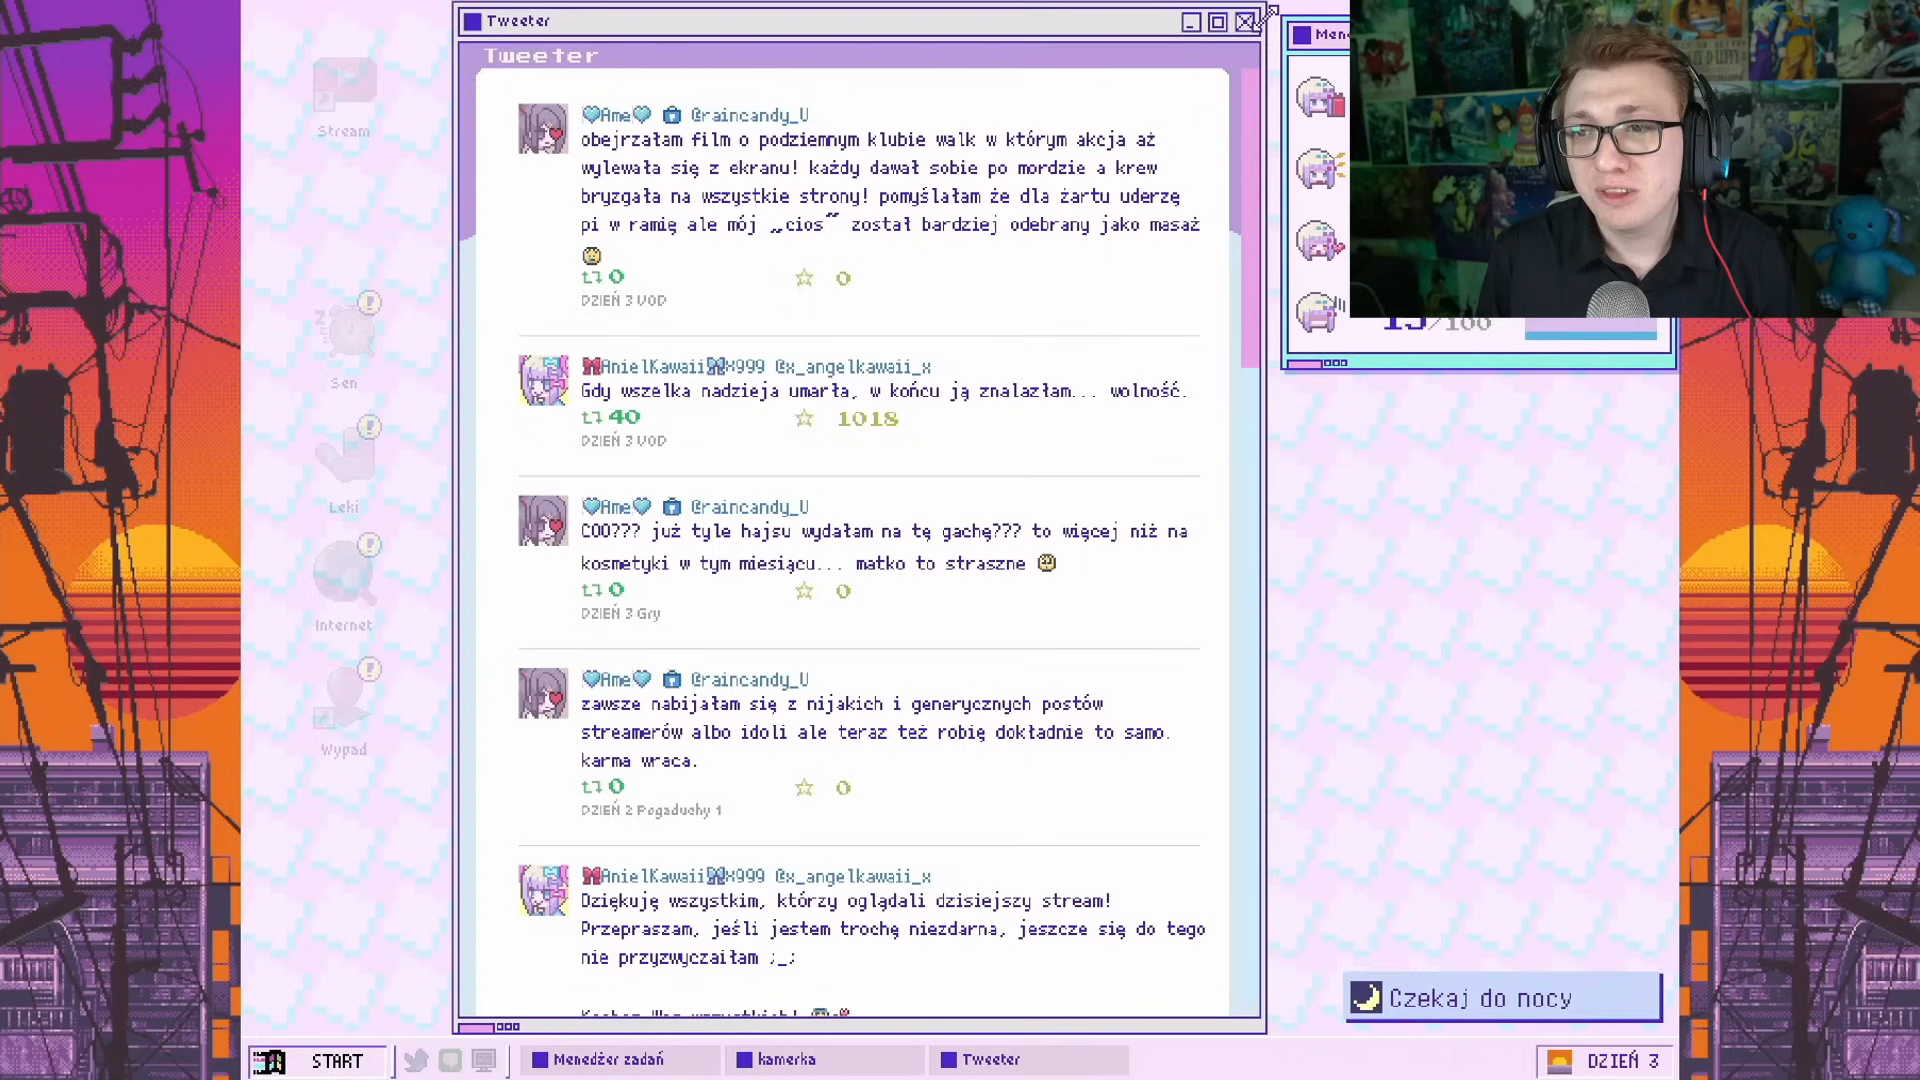 Tweeter
Tweeter
Ame @raincandy_U
obejrzałam film o podziemnym klubie walk w którym akcja aż
wylewała się z ekranu! każdy dawał sobie po mordzie a krew
bryzgała na wszystkie strony! pomyślałam że dla żartu uderzę
pi w ramię ale mój „cios” został bardziej odebrany jako masaż
0 0
DZIEŃ 3 VOD
AnielKawaii X999 @x_angelkawaii_x
Gdy wszelka nadzieja umarła, w końcu ją znalazłam... wolność.
40 1018
DZIEŃ 3 VOD
Ame @raincandy_U
COO??? już tyle hajsu wydałam na tę gachę??? to więcej niż na
kosmetyki w tym miesiącu... matko to straszne
0 0
DZIEŃ 3 Gry
Ame @raincandy_U
zawsze nabijałam się z nijakich i generycznych postów
streamerów albo idoli ale teraz też robię dokładnie to samo.
karma wraca.
0 0
DZIEŃ 2 Pogaduchy 1
AnielKawaii X999 @x_angelkawaii_x
Dziękuję wszystkim, którzy oglądali dzisiejszy stream!
Przepraszam, jeśli jestem trochę niezdarna, jeszcze się do tego
nie przyzwyczaiłam ;_;
Stream
Sen
Leki
Internet
Wypad
Mene
/100
Czekaj do nocy
START
Menedżer zadań
kamerka
Tweeter
DZIEŃ 3